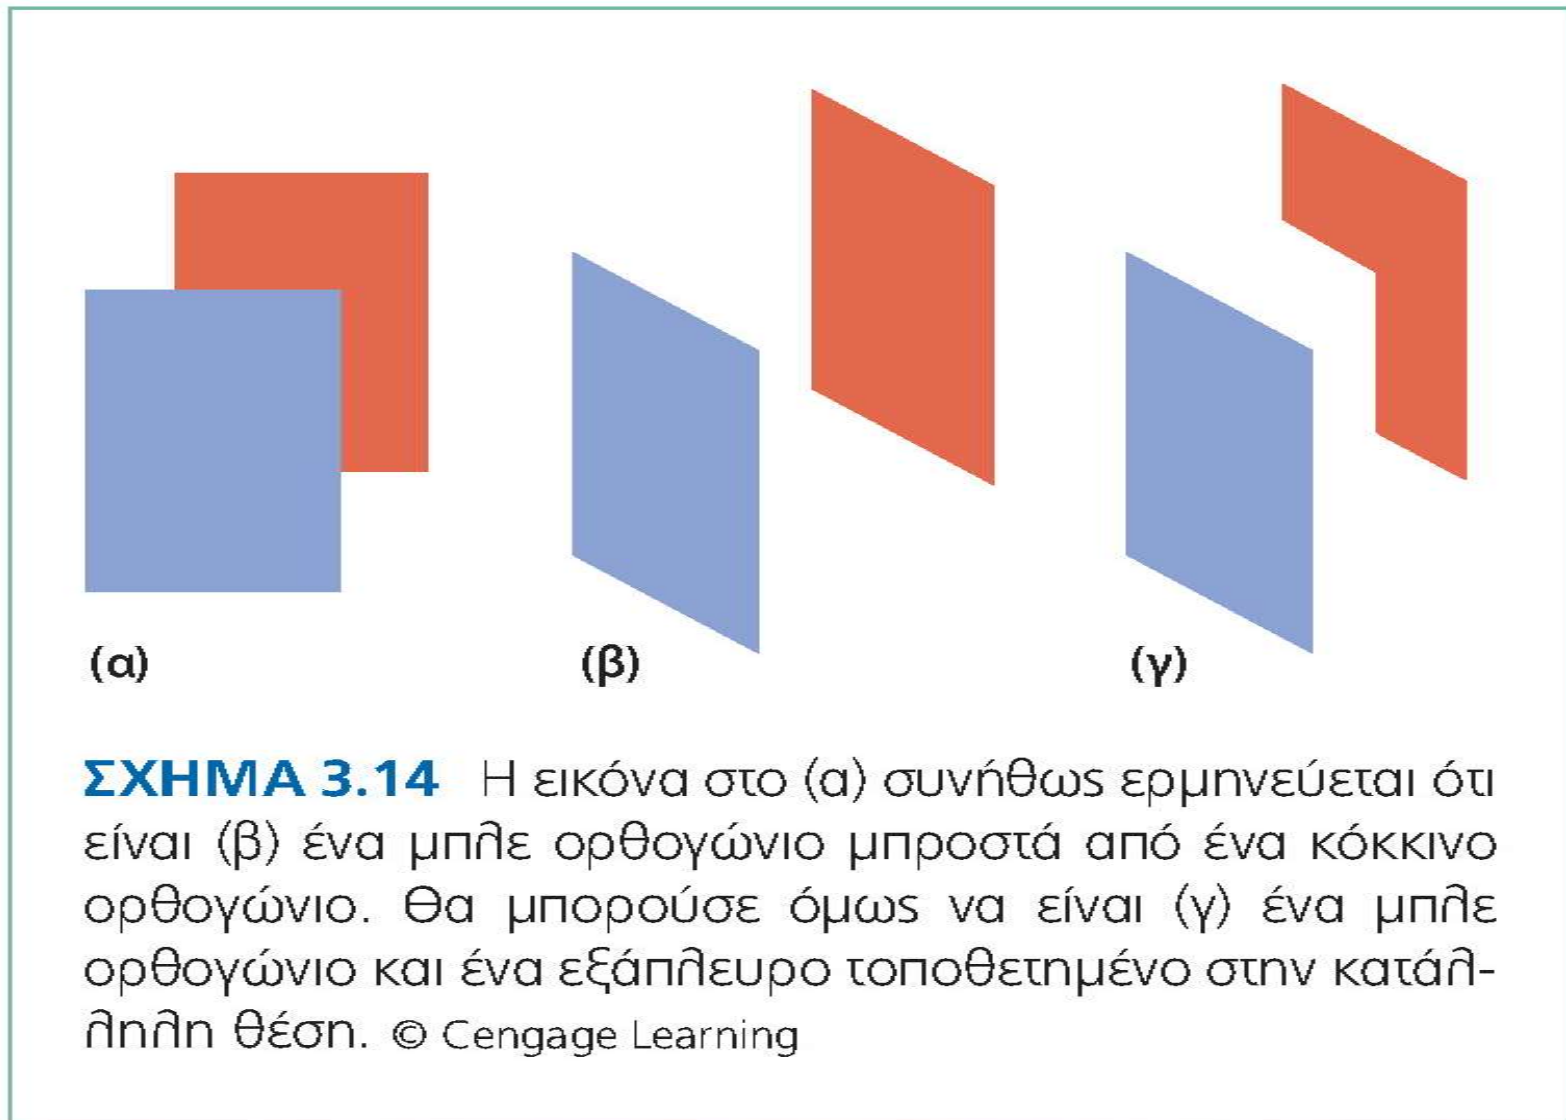 (α) (β) (γ)
ΣΧΗΜΑ 3.14 Η εικόνα στο (α) συνήθως ερμηνεύεται ότι
είναι (β) ένα μπλε ορθογώνιο μπροστά από ένα κόκκινο
ορθογώνιο. Θα μπορούσε όμως να είναι (γ) ένα μπλε
ορθογώνιο και ένα εξάπλευρο τοποθετημένο στην κατάλ-
ληλη θέση. © Cengage Learning